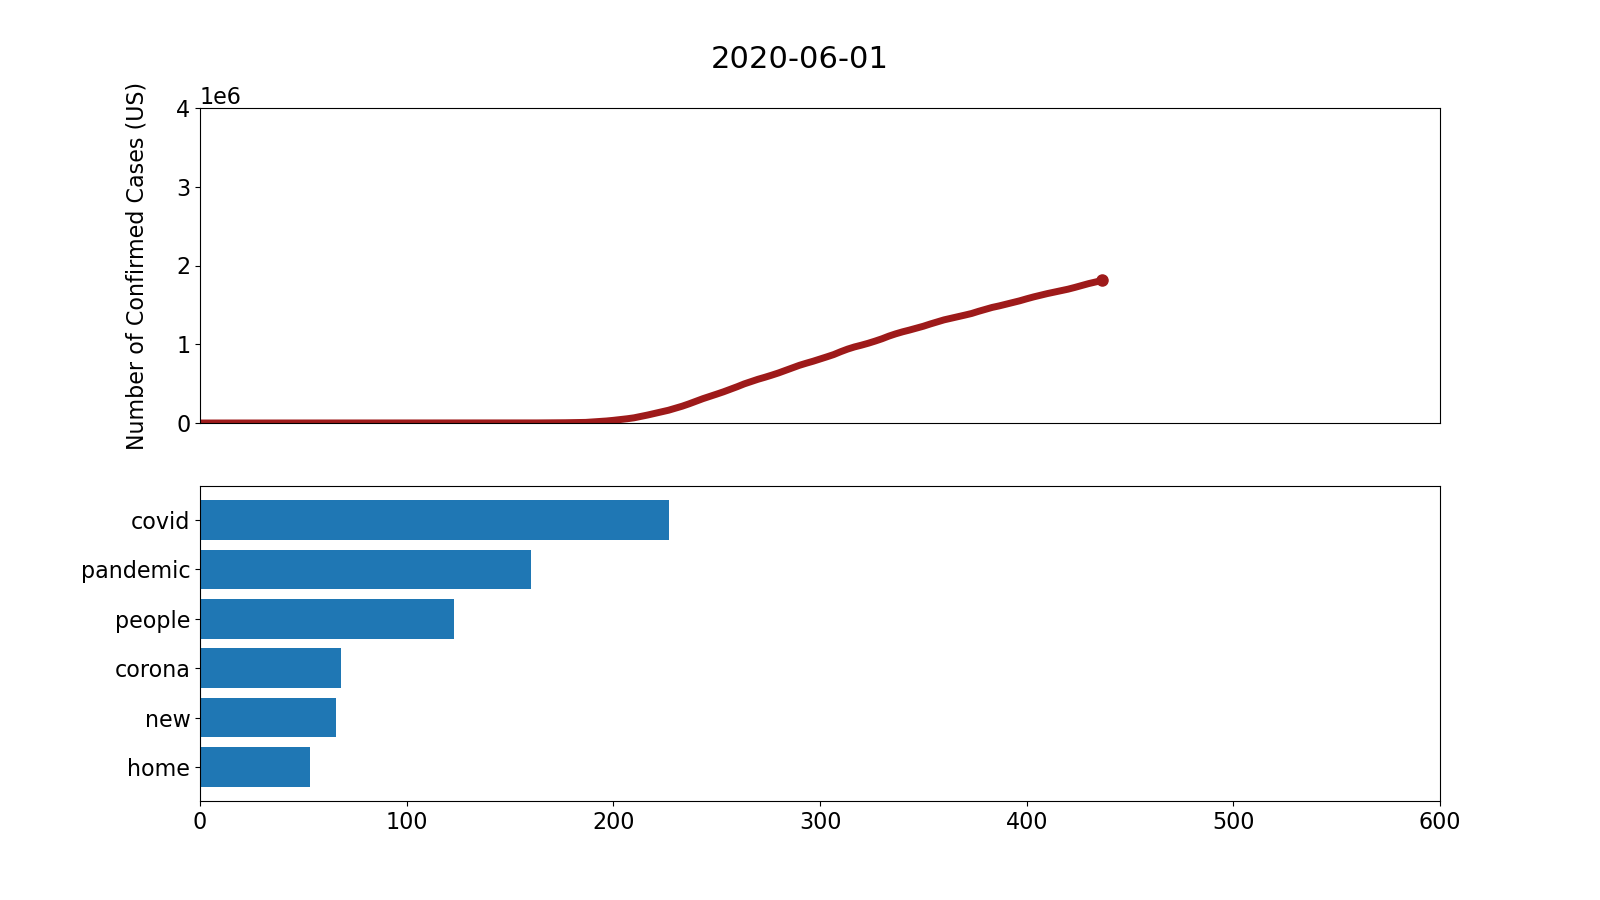 2020-06-01
1e6
Number of Confirmed Cases (US)
4
3
2
1
0
covid
pandemic
people
corona
new
home
0 100 200 300 400 500 600